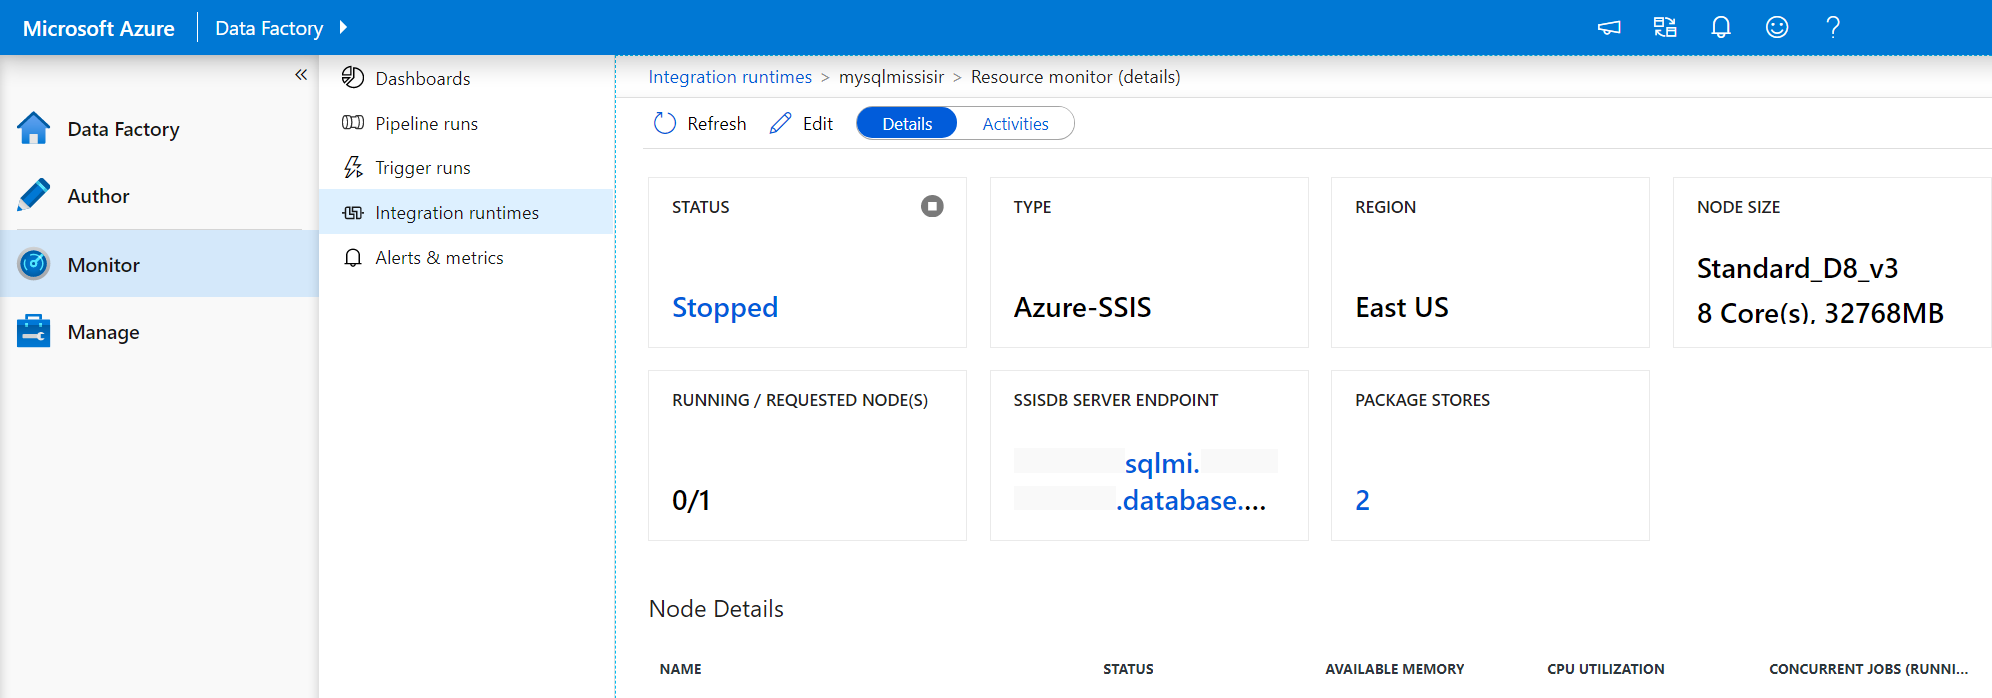 Microsoft Azure Data Factory
Data Factory
Author
Monitor
Manage
Dashboards
Pipeline runs
Trigger runs
Integration runtimes
Alerts & metrics
Integration runtimes > mysqlmissisir > Resource monitor (details)
Refresh Edit Details Activities
STATUS
Stopped
TYPE
Azure-SSIS
REGION
East US
NODE SIZE
Standard_D8_v3
8 Core(s), 32768MB
RUNNING / REQUESTED NODE(S)
0/1
SSISDB SERVER ENDPOINT
sqlmi.
.database....
PACKAGE STORES
2
Node Details
NAME STATUS AVAILABLE MEMORY CPU UTILIZATION CONCURRENT JOBS (RUNNI...